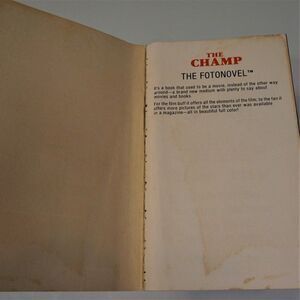 THE
CHAMP
THE FOTONOVEL™
It's a book that used to be a movie, instead of the other way
around—a brand new medium with plenty to say about
movies and books.
For the film buff it offers all the elements of the film; to the fan it
offers more pictures of the stars than ever was available
in a magazine—all in beautiful full color!